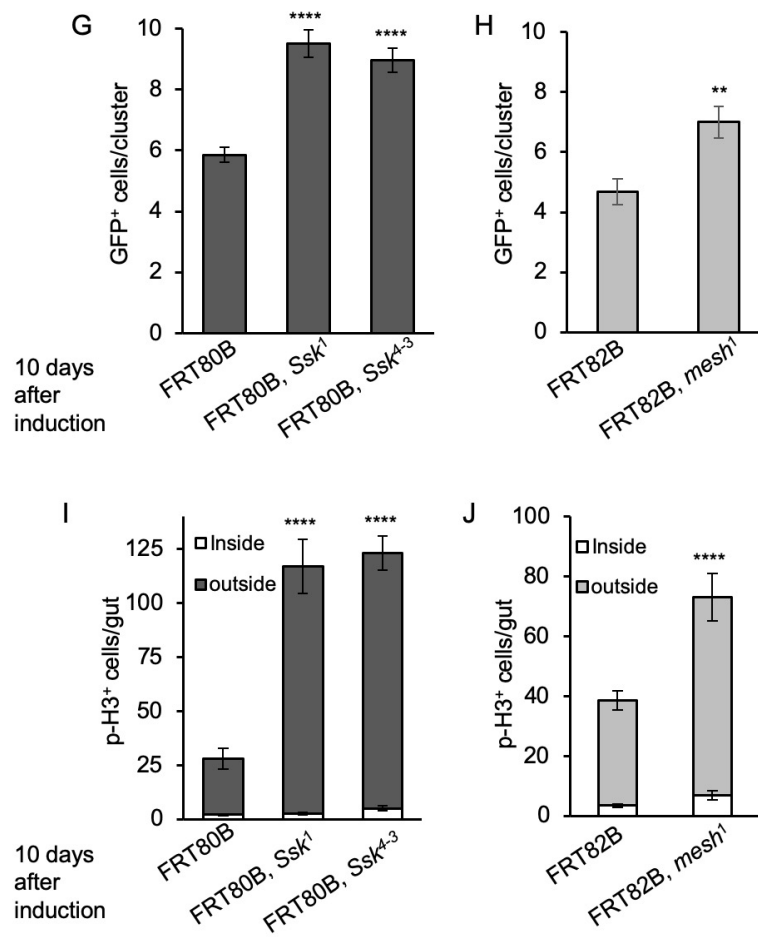 G
****
****
10
8
6
4
2
0
GFP+ cells/cluster
FRT80B
FRT80B, Ssk1
FRT80B, Ssk4-3
10 days
after
induction
H
**
10
8
6
4
2
0
GFP+ cells/cluster
FRT82B
FRT82B, mesh1
I
****
****
Inside
outside
125
100
75
50
25
0
p-H3+ cells/gut
FRT80B
FRT80B, Ssk1
FRT80B, Ssk4-3
10 days
after
induction
J
****
Inside
outside
100
80
60
40
20
0
p-H3+ cells/gut
FRT82B
FRT82B, mesh1